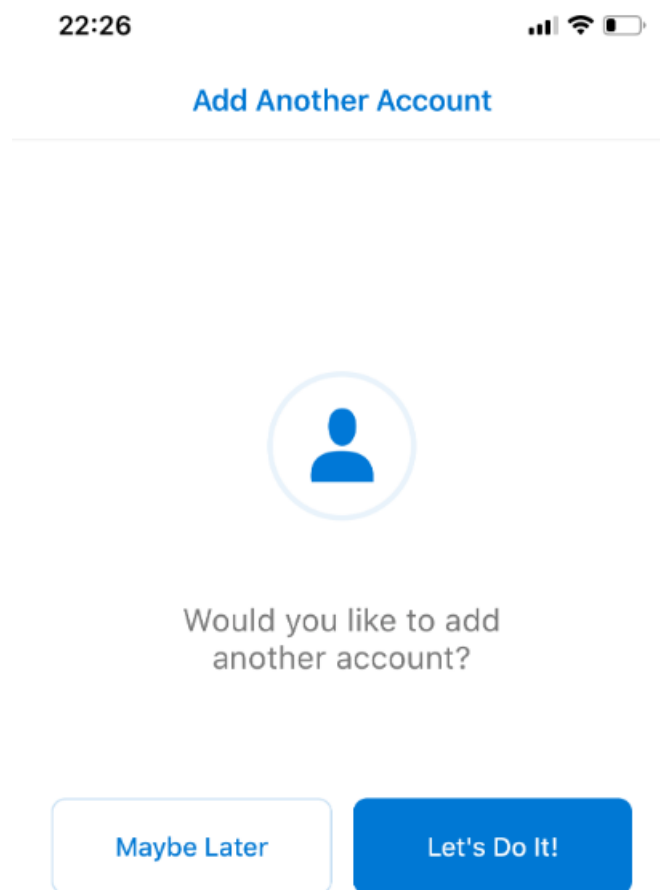 22:26
Add Another Account
Would you like to add
another account?
Maybe Later
Let's Do It!